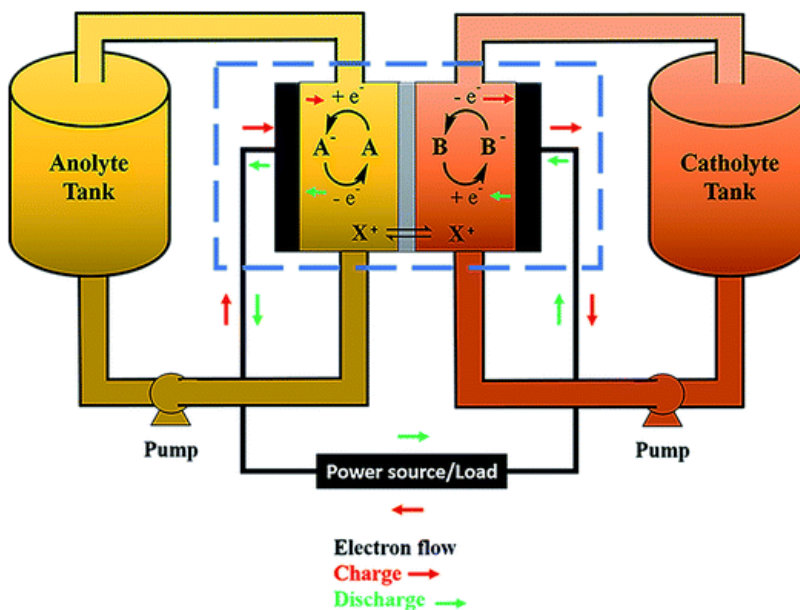 Anolyte
Tank
+ e⁻
A⁻ A
- e⁻
X⁺
- e⁻
B B⁻
+ e⁻
X⁺
Catholyte
Tank
Pump
Pump
Power source/Load
Electron flow
Charge
Discharge